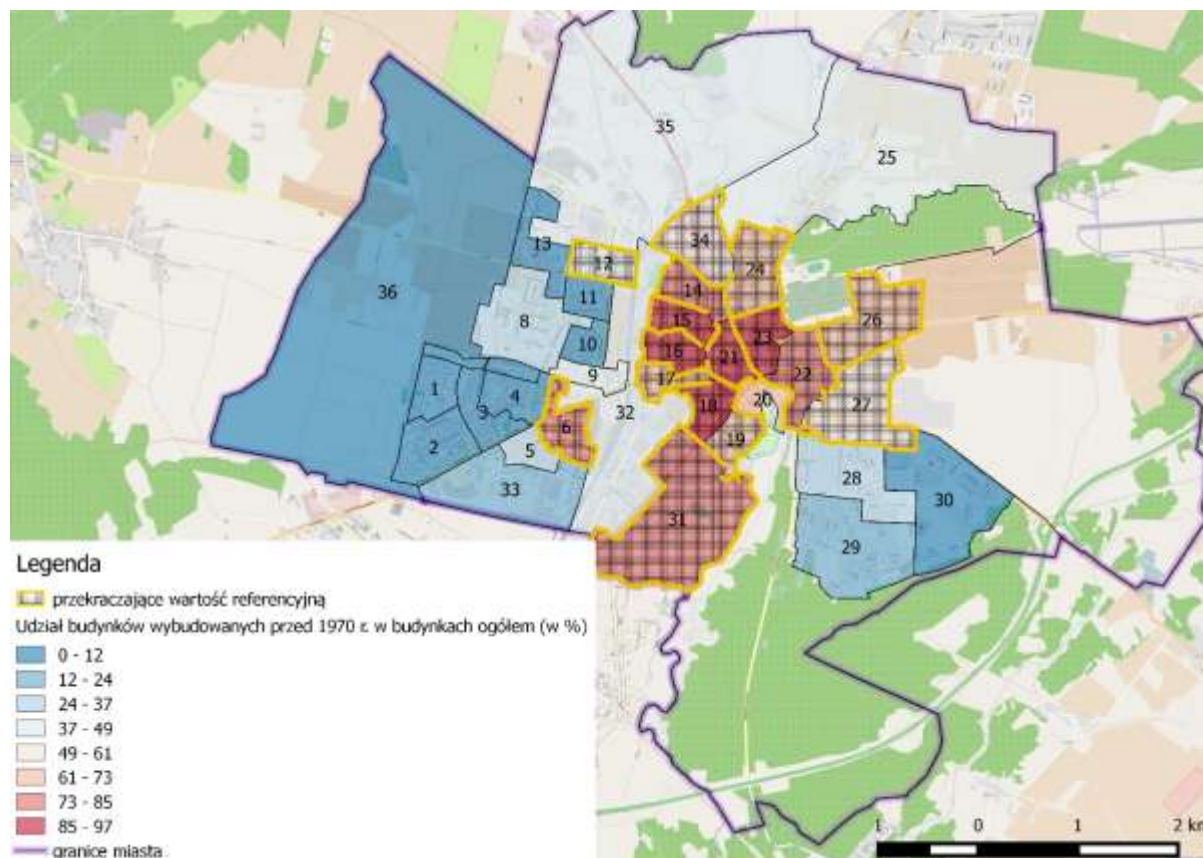 35
25
34
13
12
24
36
14
11
26
8
15
23
10
16
21
22
17
9
1
4
20
27
3
32
18
6
19
2
5
28
33
30
31
29
Legenda
przekraczające wartość referencyjną
Udział budynków wybudowanych przed 1970 r. w budynkach ogółem (w %)
0 - 12
12 - 24
24 - 37
37 - 49
49 - 61
61 - 73
73 - 85
85 - 97
granice miasta
1 0 1 2 km